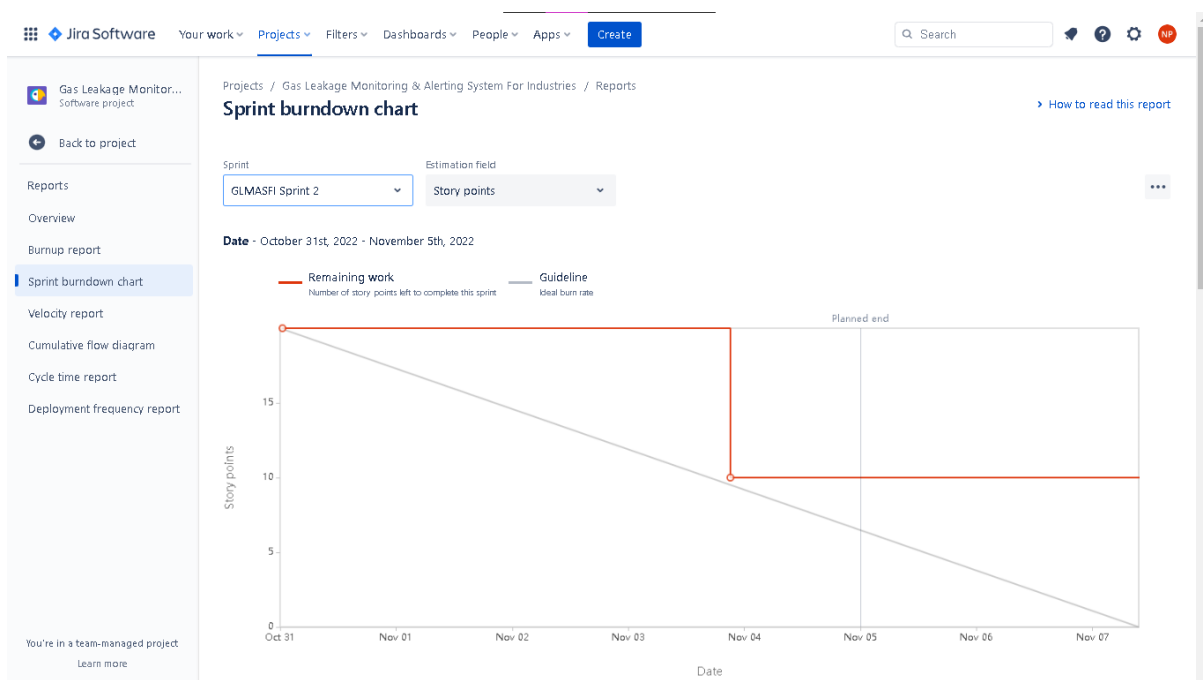 Jira Software Your work Projects Filters Dashboards People Apps Create Search NP
Gas Leakage Monitor...
Software project
Back to project
Reports
Overview
Burnup report
Sprint burndown chart
Velocity report
Cumulative flow diagram
Cycle time report
Deployment frequency report
You're in a team-managed project
Learn more
Projects / Gas Leakage Monitoring & Alerting System For Industries / Reports
Sprint burndown chart
How to read this report
Sprint Estimation field
GLMASFI Sprint 2 Story points
Date - October 31st, 2022 - November 5th, 2022
Remaining work Guideline
Number of story points left to complete this sprint Ideal burn rate
Planned end
15
10
5
0
Story points
Oct 31 Nov 01 Nov 02 Nov 03 Nov 04 Nov 05 Nov 06 Nov 07
Date